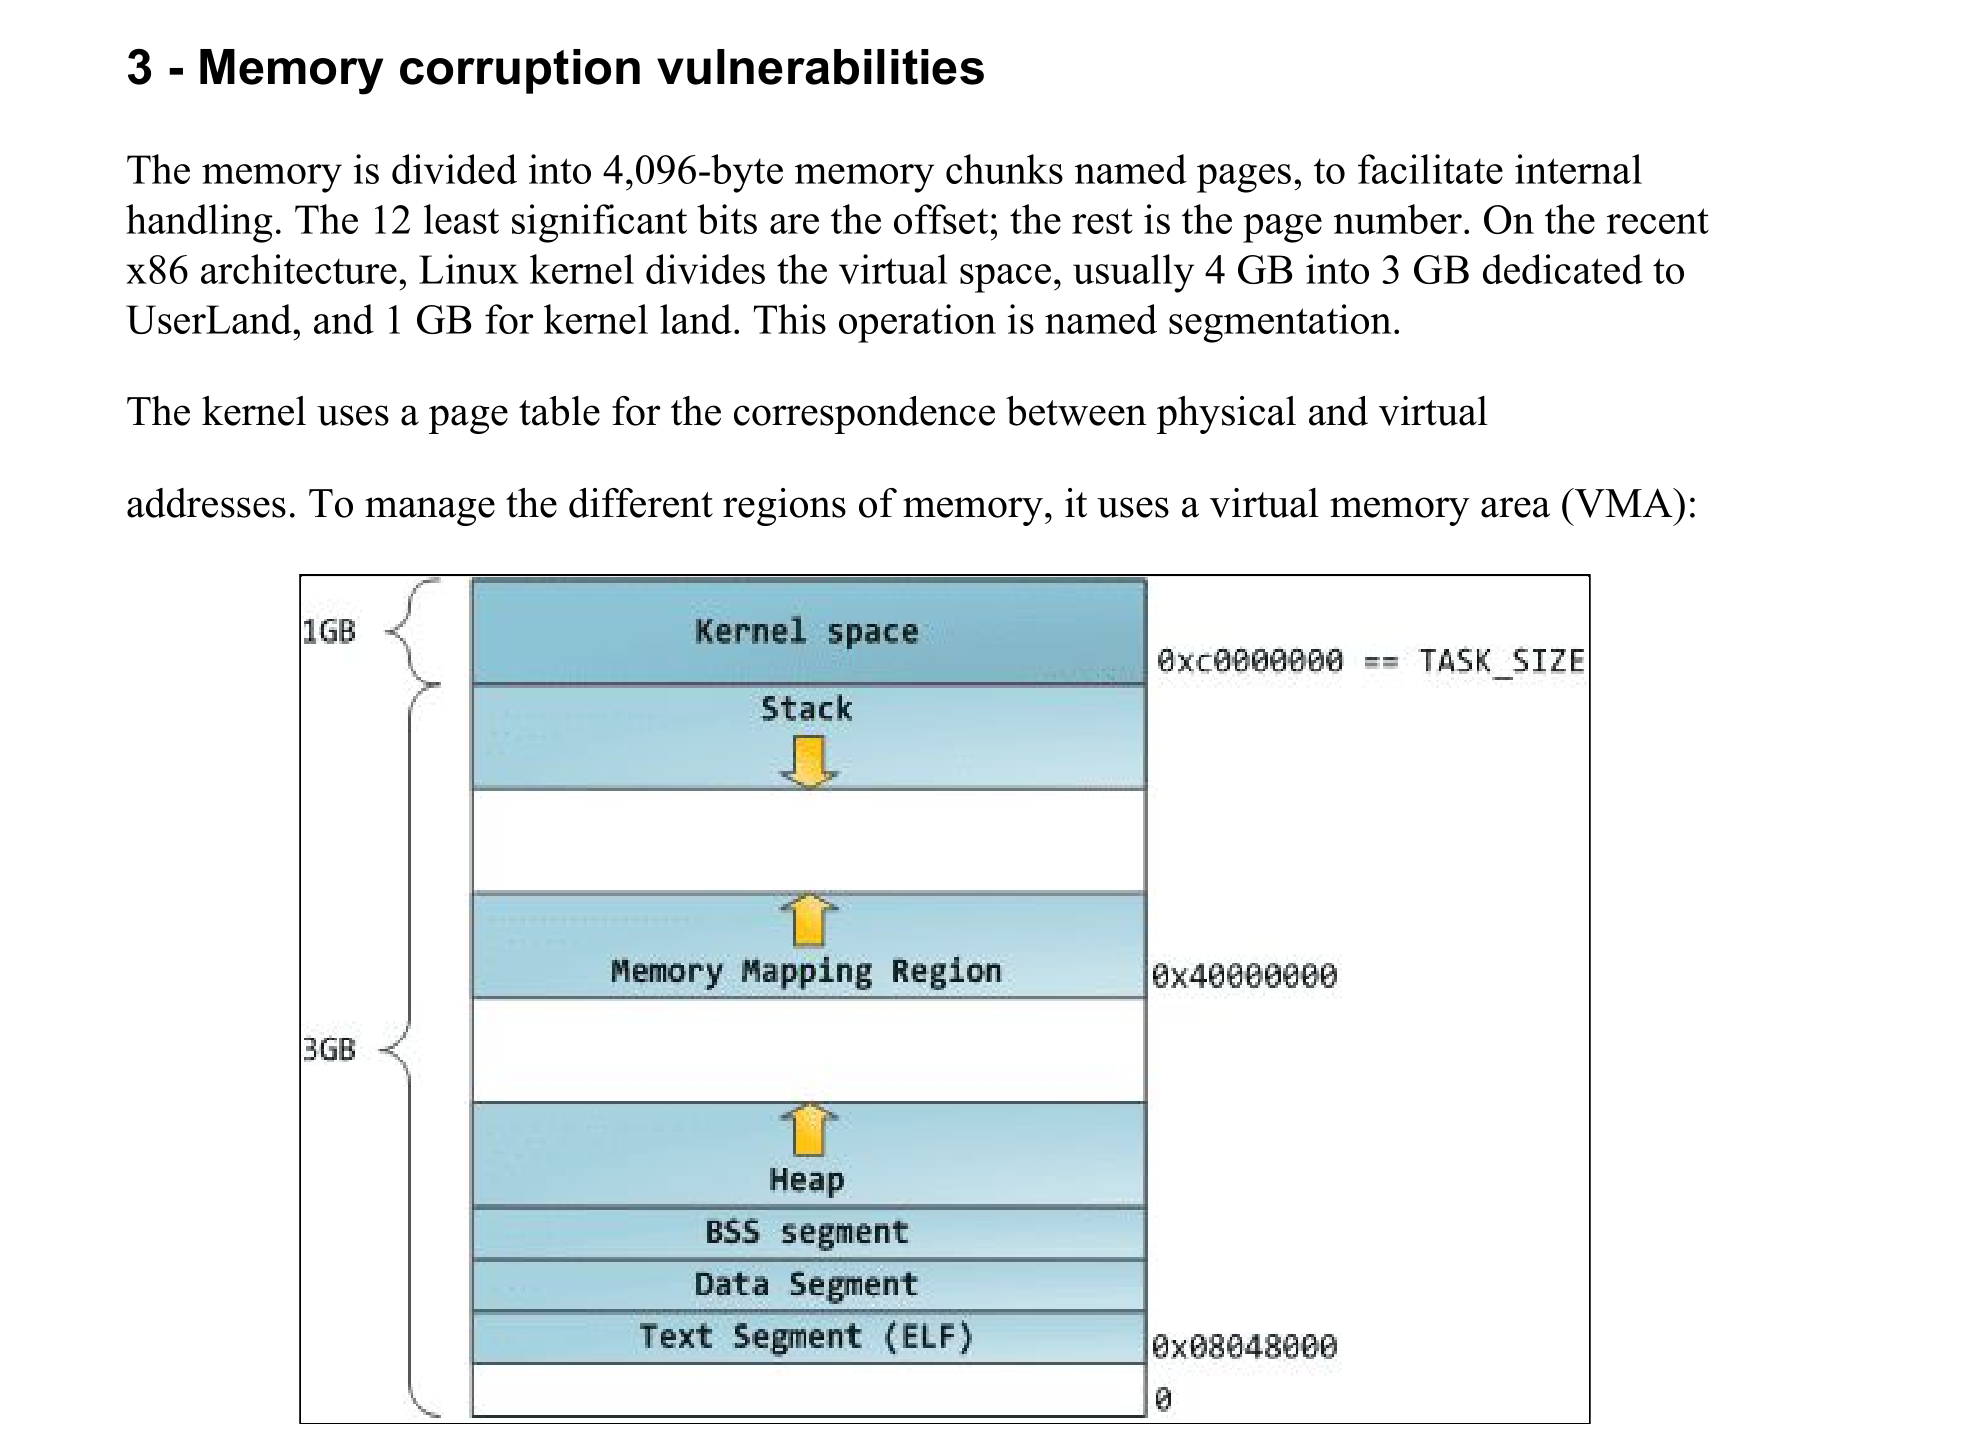 3 - Memory corruption vulnerabilities
The memory is divided into 4,096-byte memory chunks named pages, to facilitate internal
handling. The 12 least significant bits are the offset; the rest is the page number. On the recent
x86 architecture, Linux kernel divides the virtual space, usually 4 GB into 3 GB dedicated to
UserLand, and 1 GB for kernel land. This operation is named segmentation.
The kernel uses a page table for the correspondence between physical and virtual
addresses. To manage the different regions of memory, it uses a virtual memory area (VMA):
1GB
Kernel space
0xc0000000 == TASK_SIZE
Stack
Memory Mapping Region
0x40000000
3GB
Heap
BSS segment
Data Segment
Text Segment (ELF)
0x08048000
0